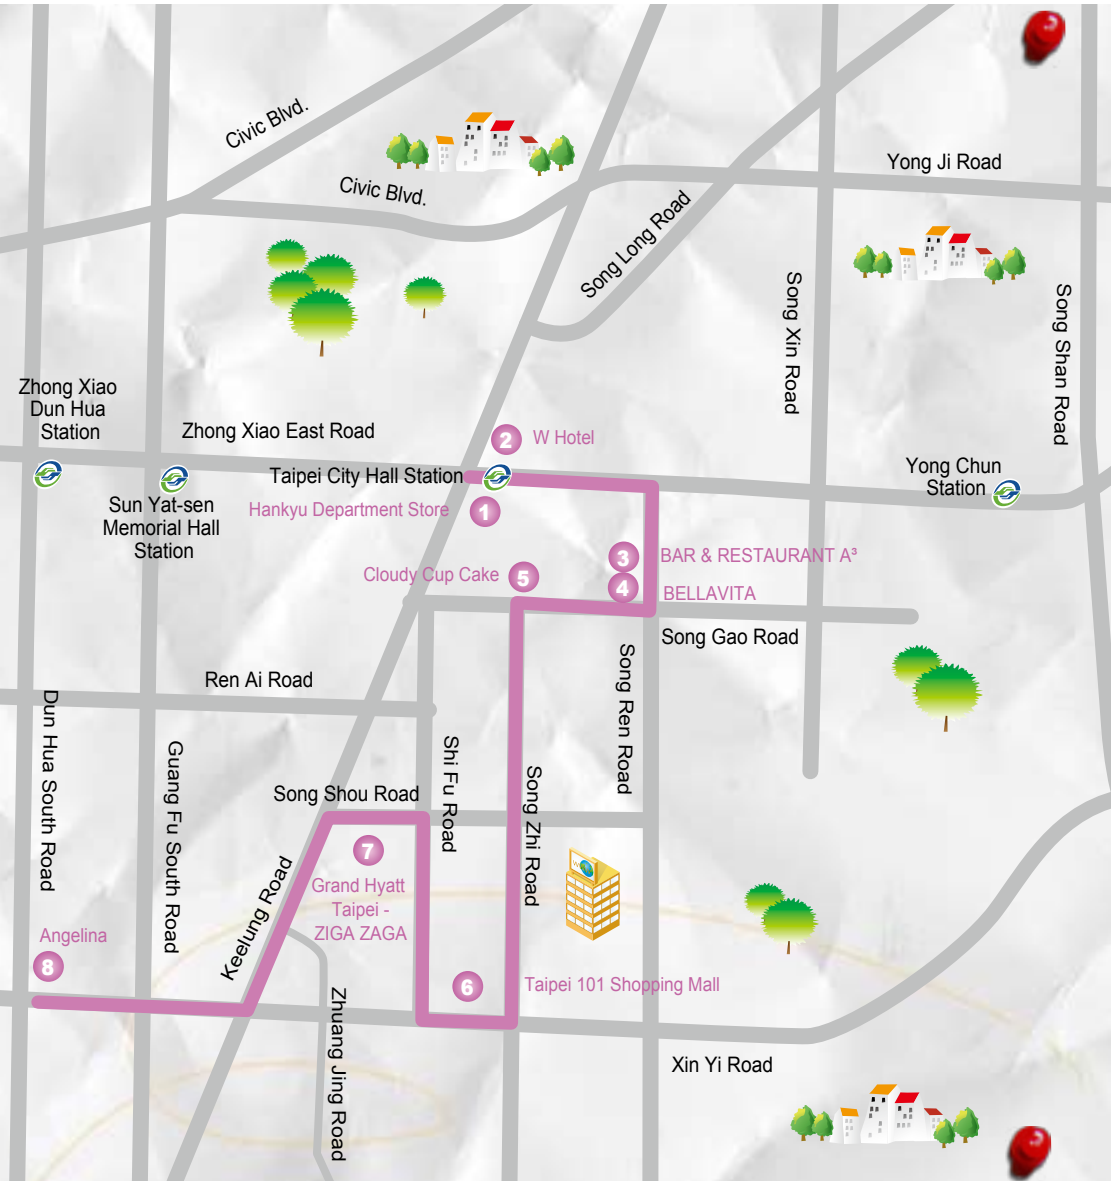 Civic Blvd.
Civic Blvd.
Yong Ji Road
Song Long Road
Song Xin Road
Song Shan Road
Zhong Xiao
Dun Hua
Station
Zhong Xiao East Road
2
W Hotel
Taipei City Hall Station
Yong Chun
Station
Sun Yat-sen
Memorial Hall
Station
Hankyu Department Store
1
3
BAR & RESTAURANT A³
Cloudy Cup Cake
5
4
BELLAVITA
Song Gao Road
Ren Ai Road
Song Ren Road
Dun Hua South Road
Guang Fu South Road
Shi Fu Road
Song Zhi Road
Song Shou Road
7
Grand Hyatt
Taipei -
ZIGA ZAGA
Keelung Road
Angelina
8
6
Taipei 101 Shopping Mall
Zhuang Jing Road
Xin Yi Road